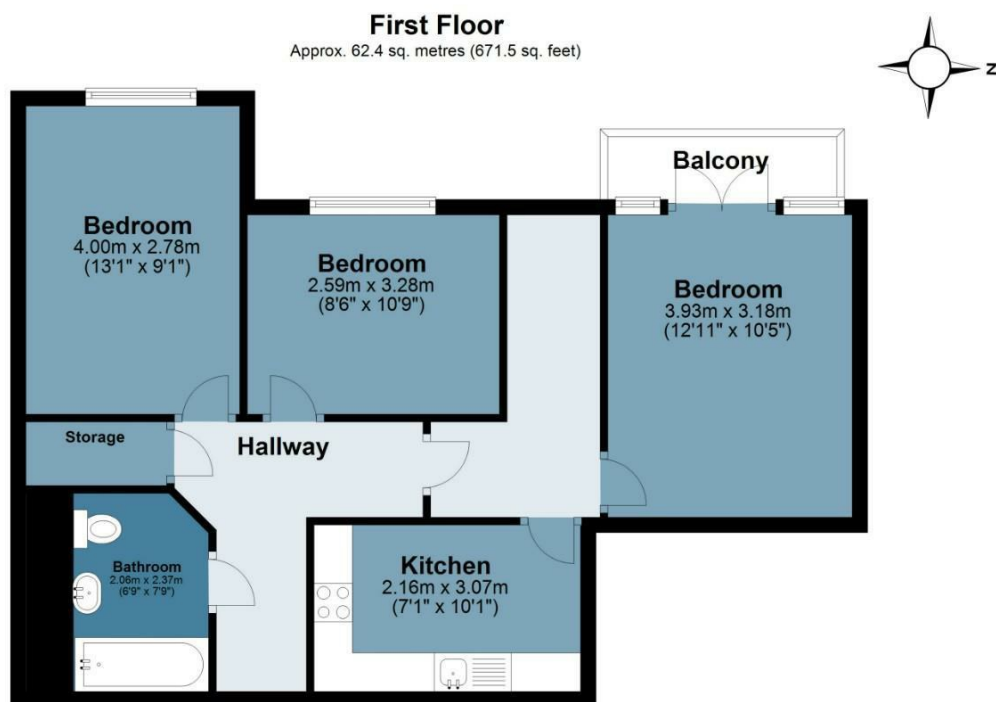 First Floor
Approx. 62.4 sq. metres (671.5 sq. feet)
N
Balcony
Bedroom
4.00m x 2.78m
(13'1" x 9'1")
Bedroom
2.59m x 3.28m
(8'6" x 10'9")
Bedroom
3.93m x 3.18m
(12'11" x 10'5")
Storage
Hallway
Bathroom
2.06m x 2.37m
(6'9" x 7'9")
Kitchen
2.16m x 3.07m
(7'1" x 10'1")